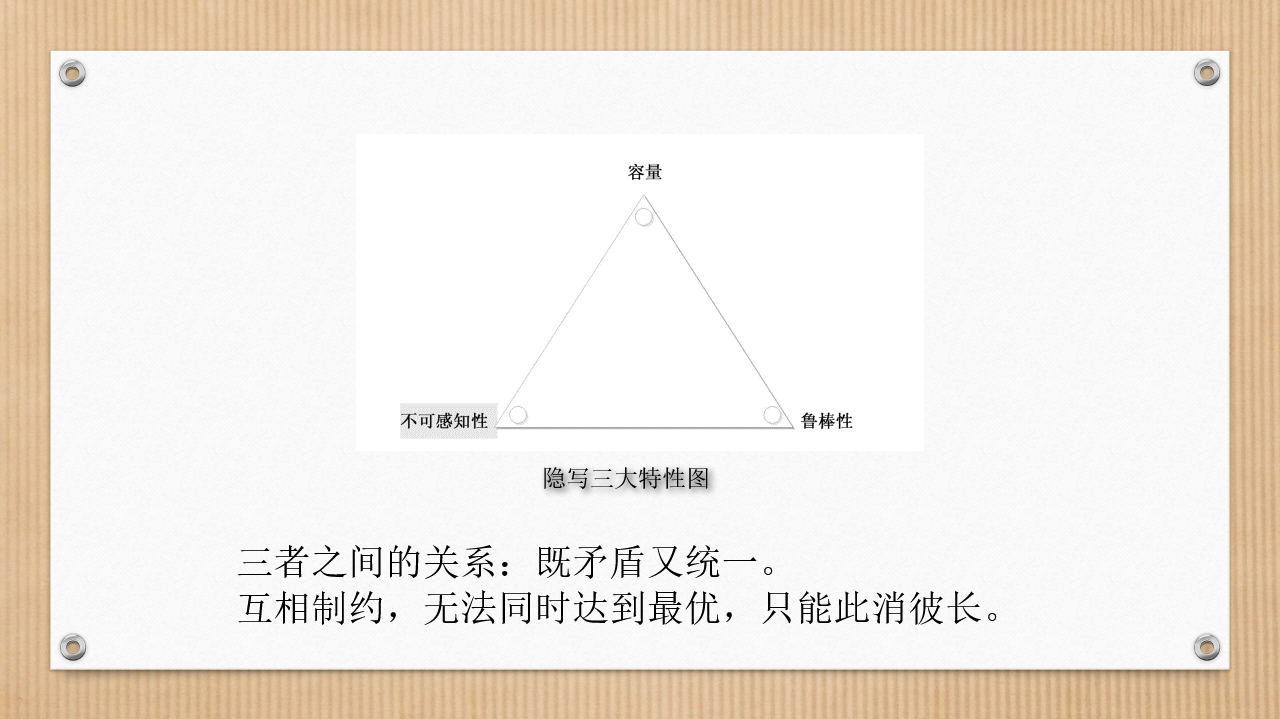 容量
不可感知性
鲁棒性
隐写三大特性图
三者之间的关系：既矛盾又统一。
互相制约，无法同时达到最优，只能此消彼长。